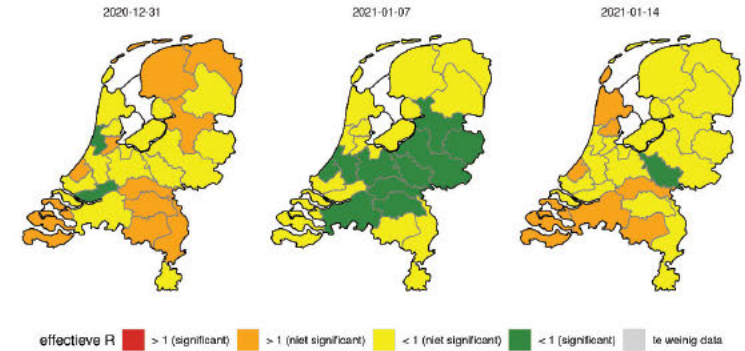 2020-12-31 2021-01-07 2021-01-14
effectieve R > 1 (significant) > 1 (niet significant) < 1 (niet significant) < 1 (significant) te weinig data